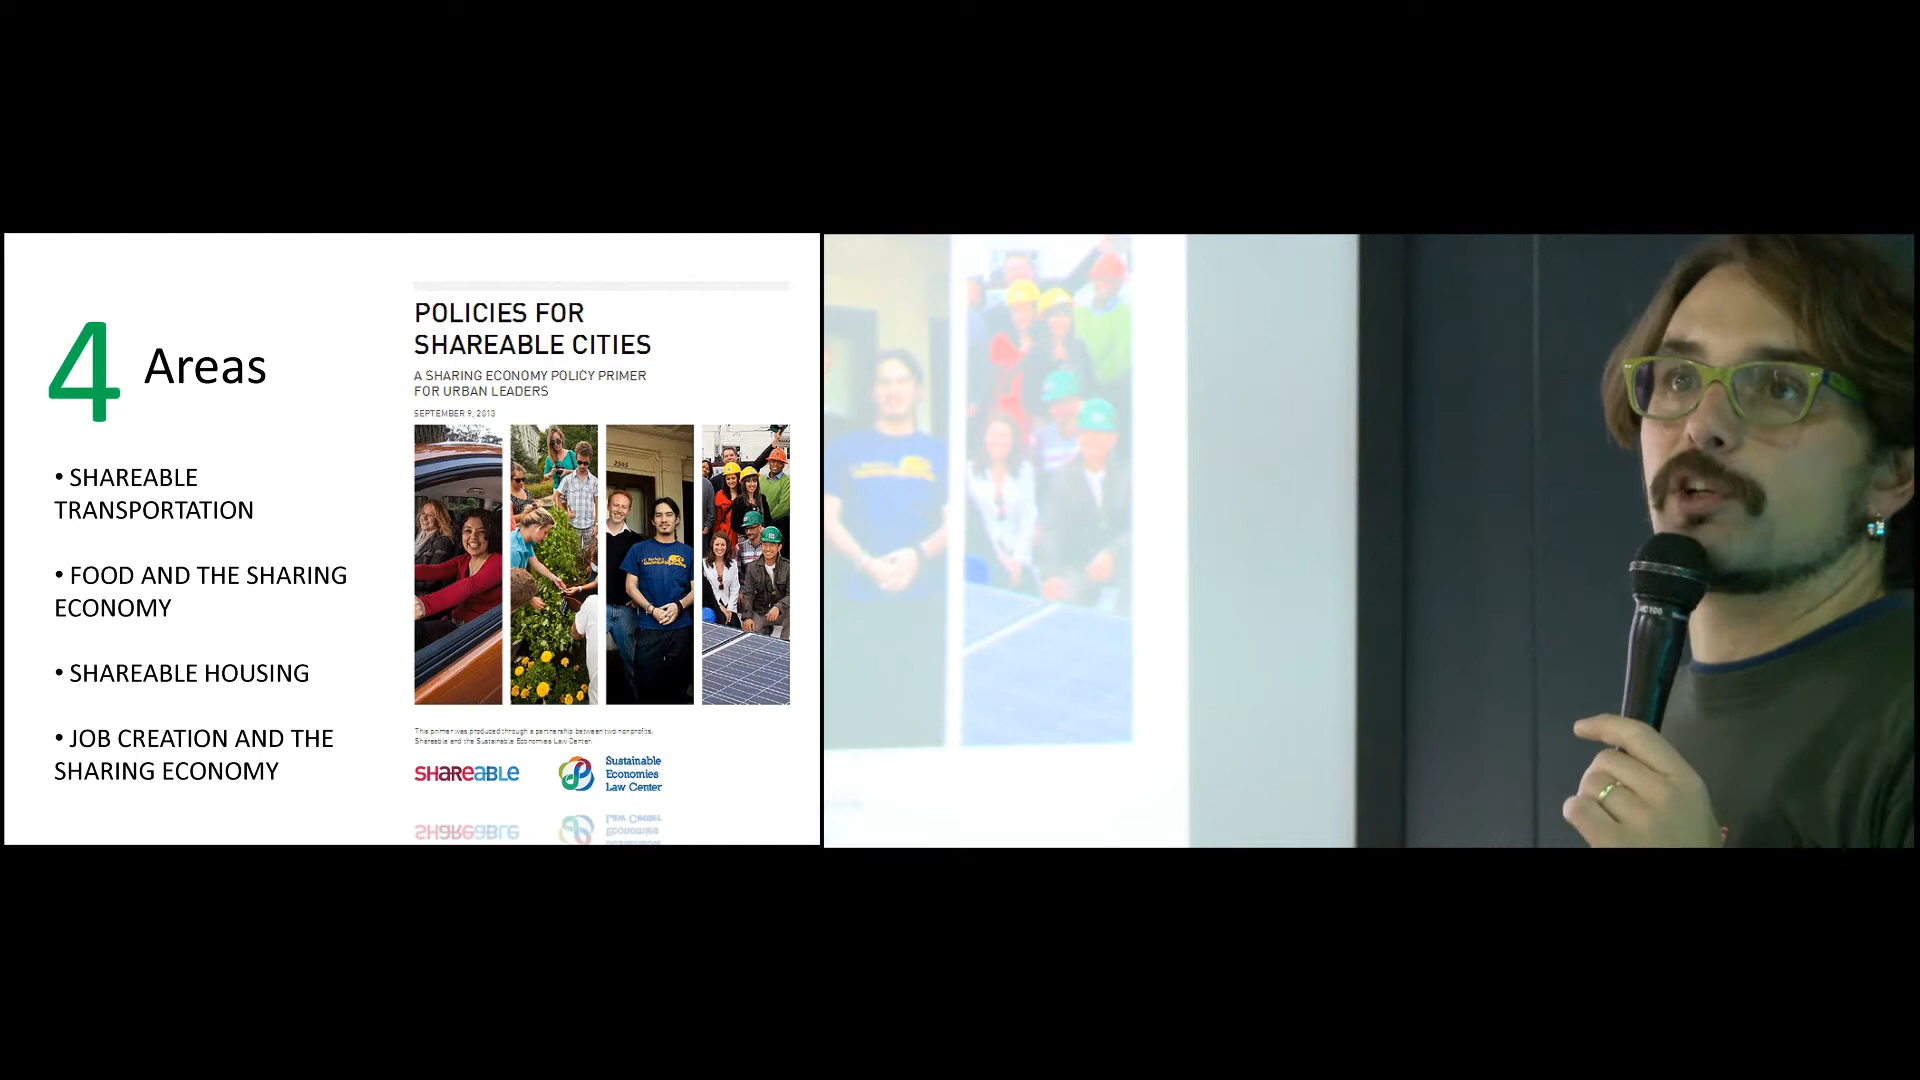 4 Areas
• SHAREABLE
TRANSPORTATION
• FOOD AND THE SHARING
ECONOMY
• SHAREABLE HOUSING
• JOB CREATION AND THE
SHARING ECONOMY
POLICIES FOR
SHAREABLE CITIES
A SHARING ECONOMY POLICY PRIMER
FOR URBAN LEADERS
SEPTEMBER 9, 2013
2505
This primer was produced through a partnership between two nonprofits,
Shareable and the Sustainable Economies Law Center.
SHAREABLE
Sustainable
Economies
Law Center